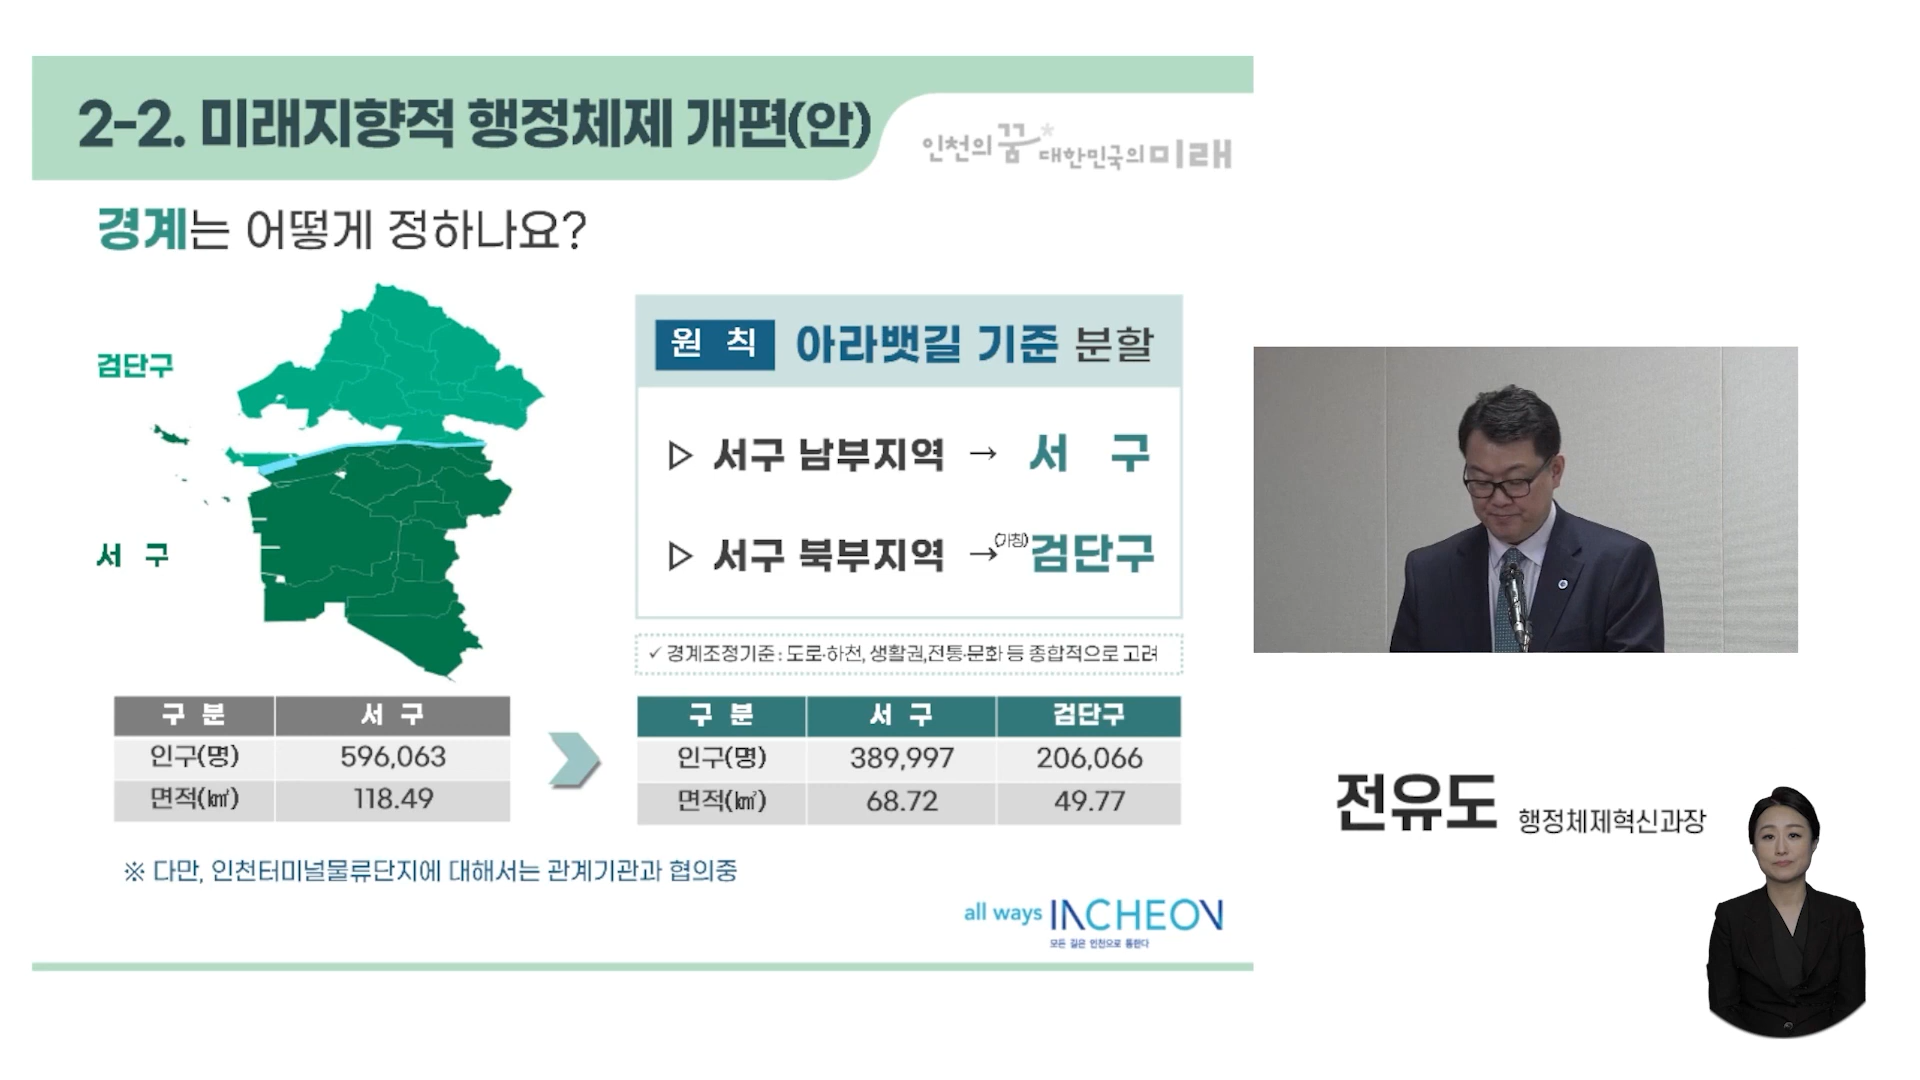 2-2. 미래지향적 행정체제 개편(안)
인천의 꿈* 대한민국의 미래
경계는 어떻게 정하나요?
검단구
서 구
원 칙 아라뱃길 기준 분할
▷ 서구 남부지역 → 서 구
▷ 서구 북부지역 → (가칭)검단구
✓ 경계조정기준 : 도로·하천, 생활권,전통·문화 등 종합적으로 고려
구 분 서 구
인구(명) 596,063
면적(㎢) 118.49
구 분 서 구 검단구
인구(명) 389,997 206,066
면적(㎢) 68.72 49.77
※ 다만, 인천터미널물류단지에 대해서는 관계기관과 협의중
all ways INCHEON
모든 길은 인천으로 통한다
전유도 행정체제혁신과장